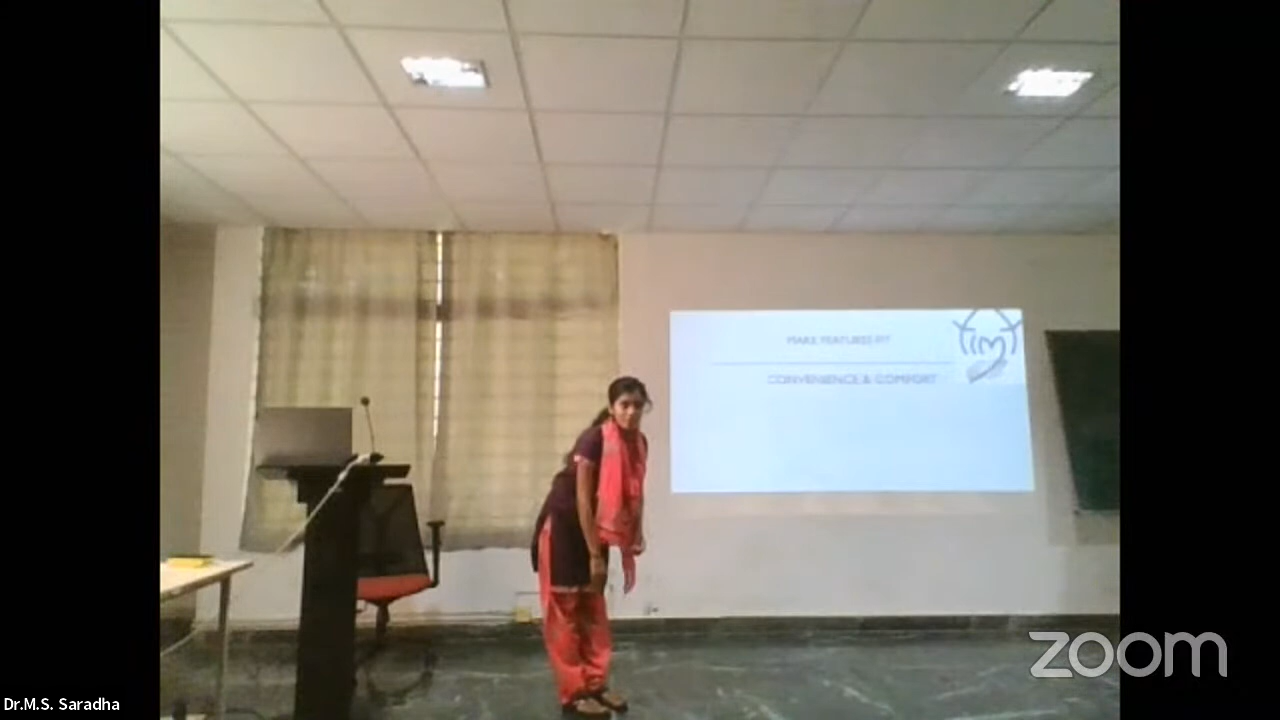 MAKE FEATURES FIT
CONVENIENCE & COMFORT
zoom
Dr.M.S. Saradha